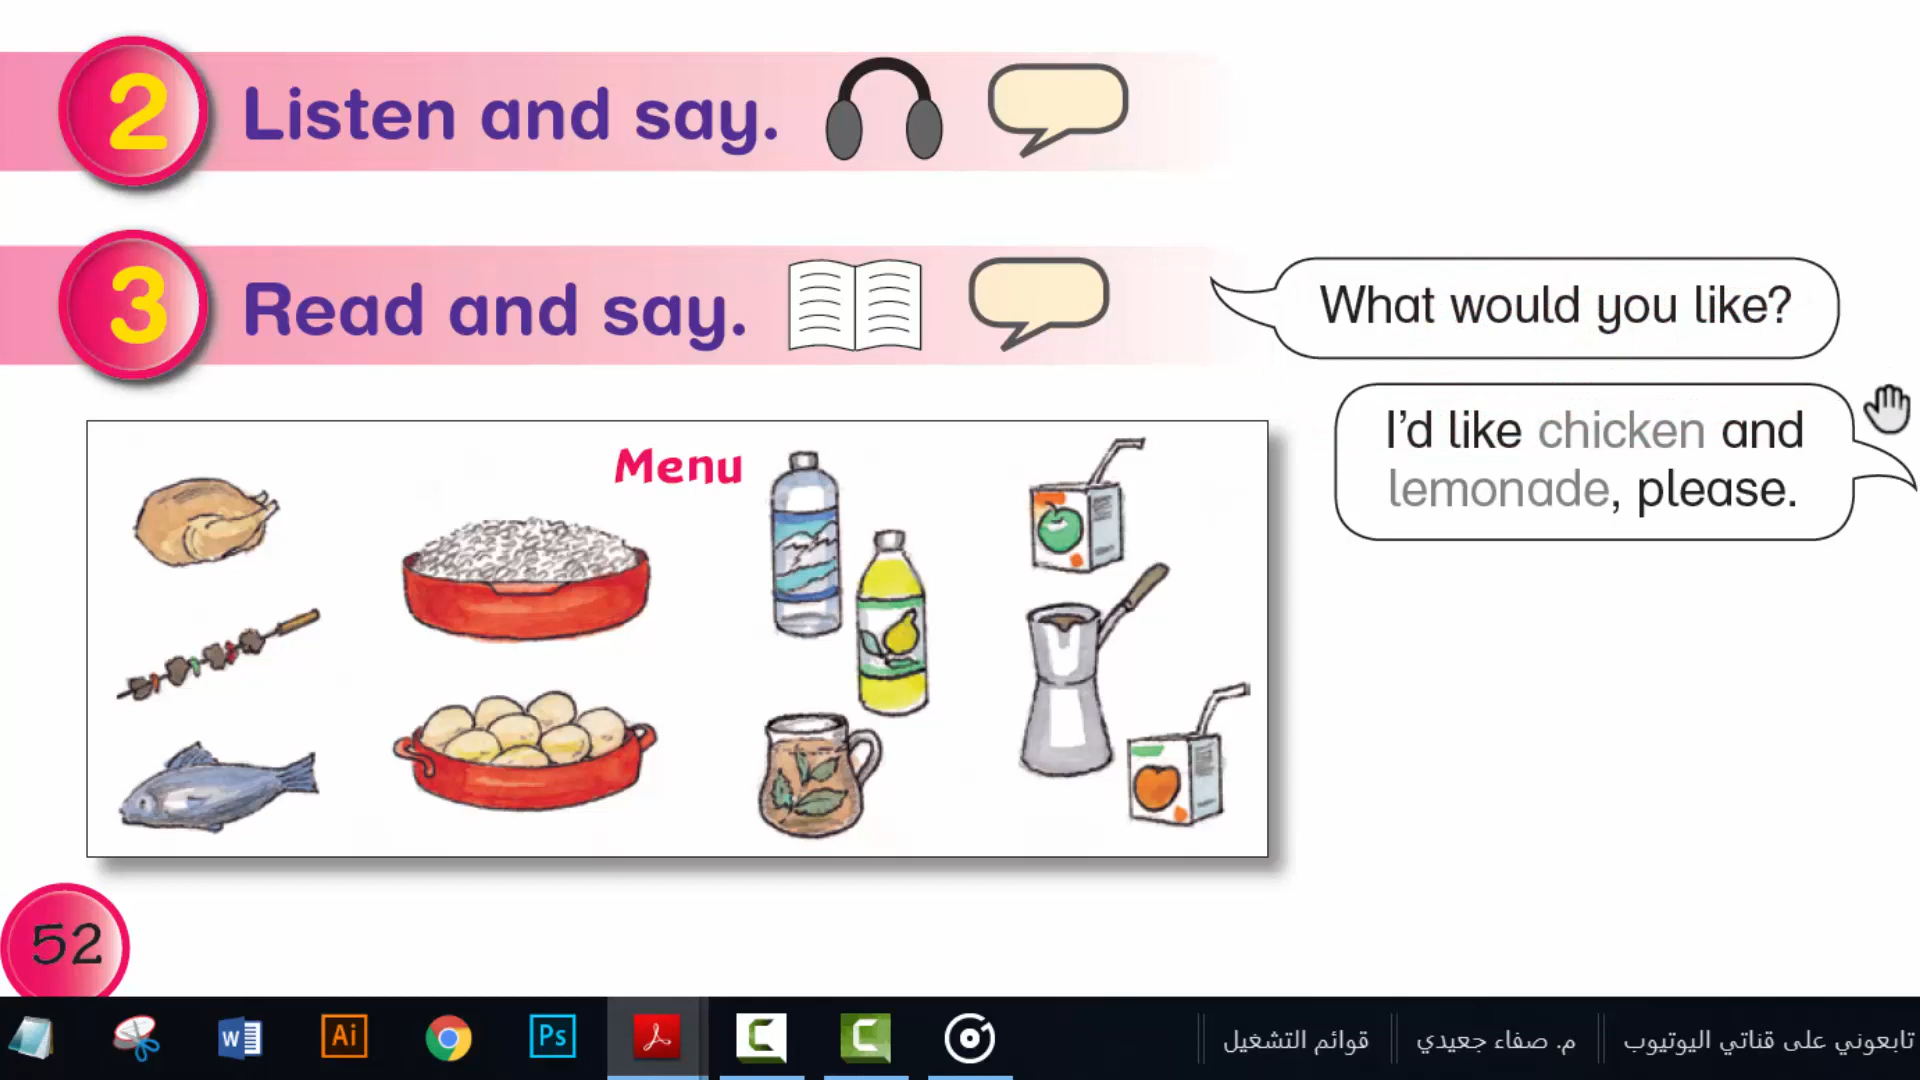 2 Listen and say.
3 Read and say.
What would you like?
I'd like chicken and
lemonade, please.
Menu
52
W
Ai
Ps
قوائم التشغيل
م. صفاء جعيدي
تابعوني على قناتي اليوتيوب